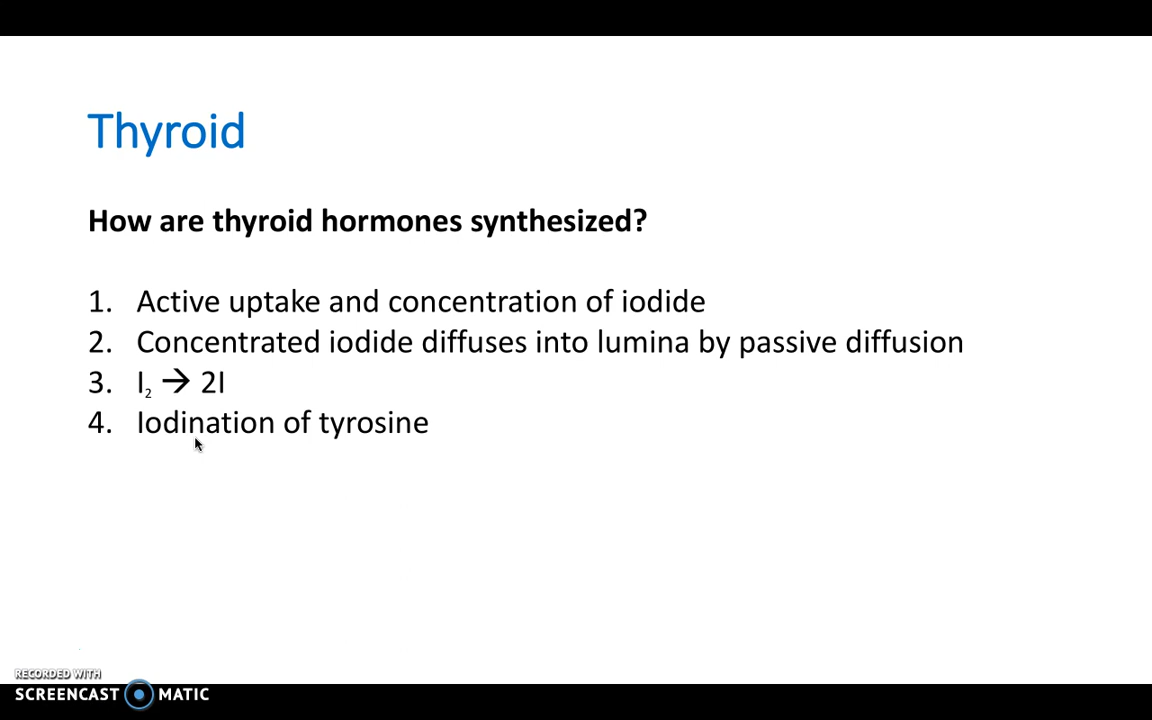 Thyroid
How are thyroid hormones synthesized?
1. Active uptake and concentration of iodide
2. Concentrated iodide diffuses into lumina by passive diffusion
3. I₂ → 2I
4. Iodination of tyrosine
RECORDED WITH
SCREENCAST MATIC